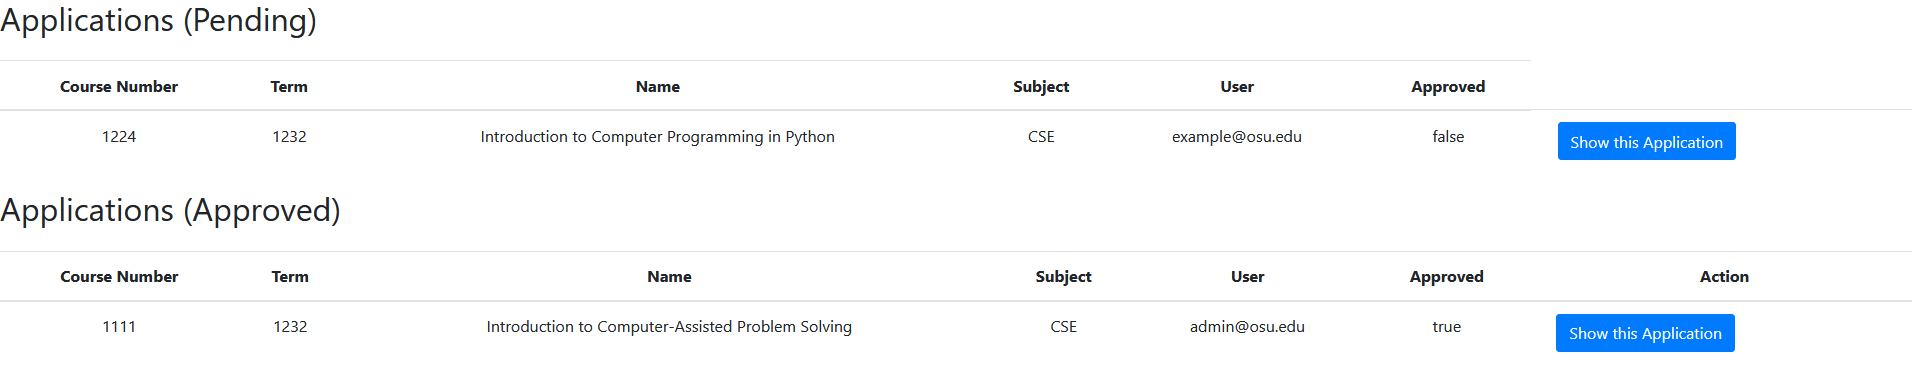 Applications (Pending)
Course Number Term Name Subject User Approved
1224 1232 Introduction to Computer Programming in Python CSE example@osu.edu false Show this Application
Applications (Approved)
Course Number Term Name Subject User Approved Action
1111 1232 Introduction to Computer-Assisted Problem Solving CSE admin@osu.edu true Show this Application